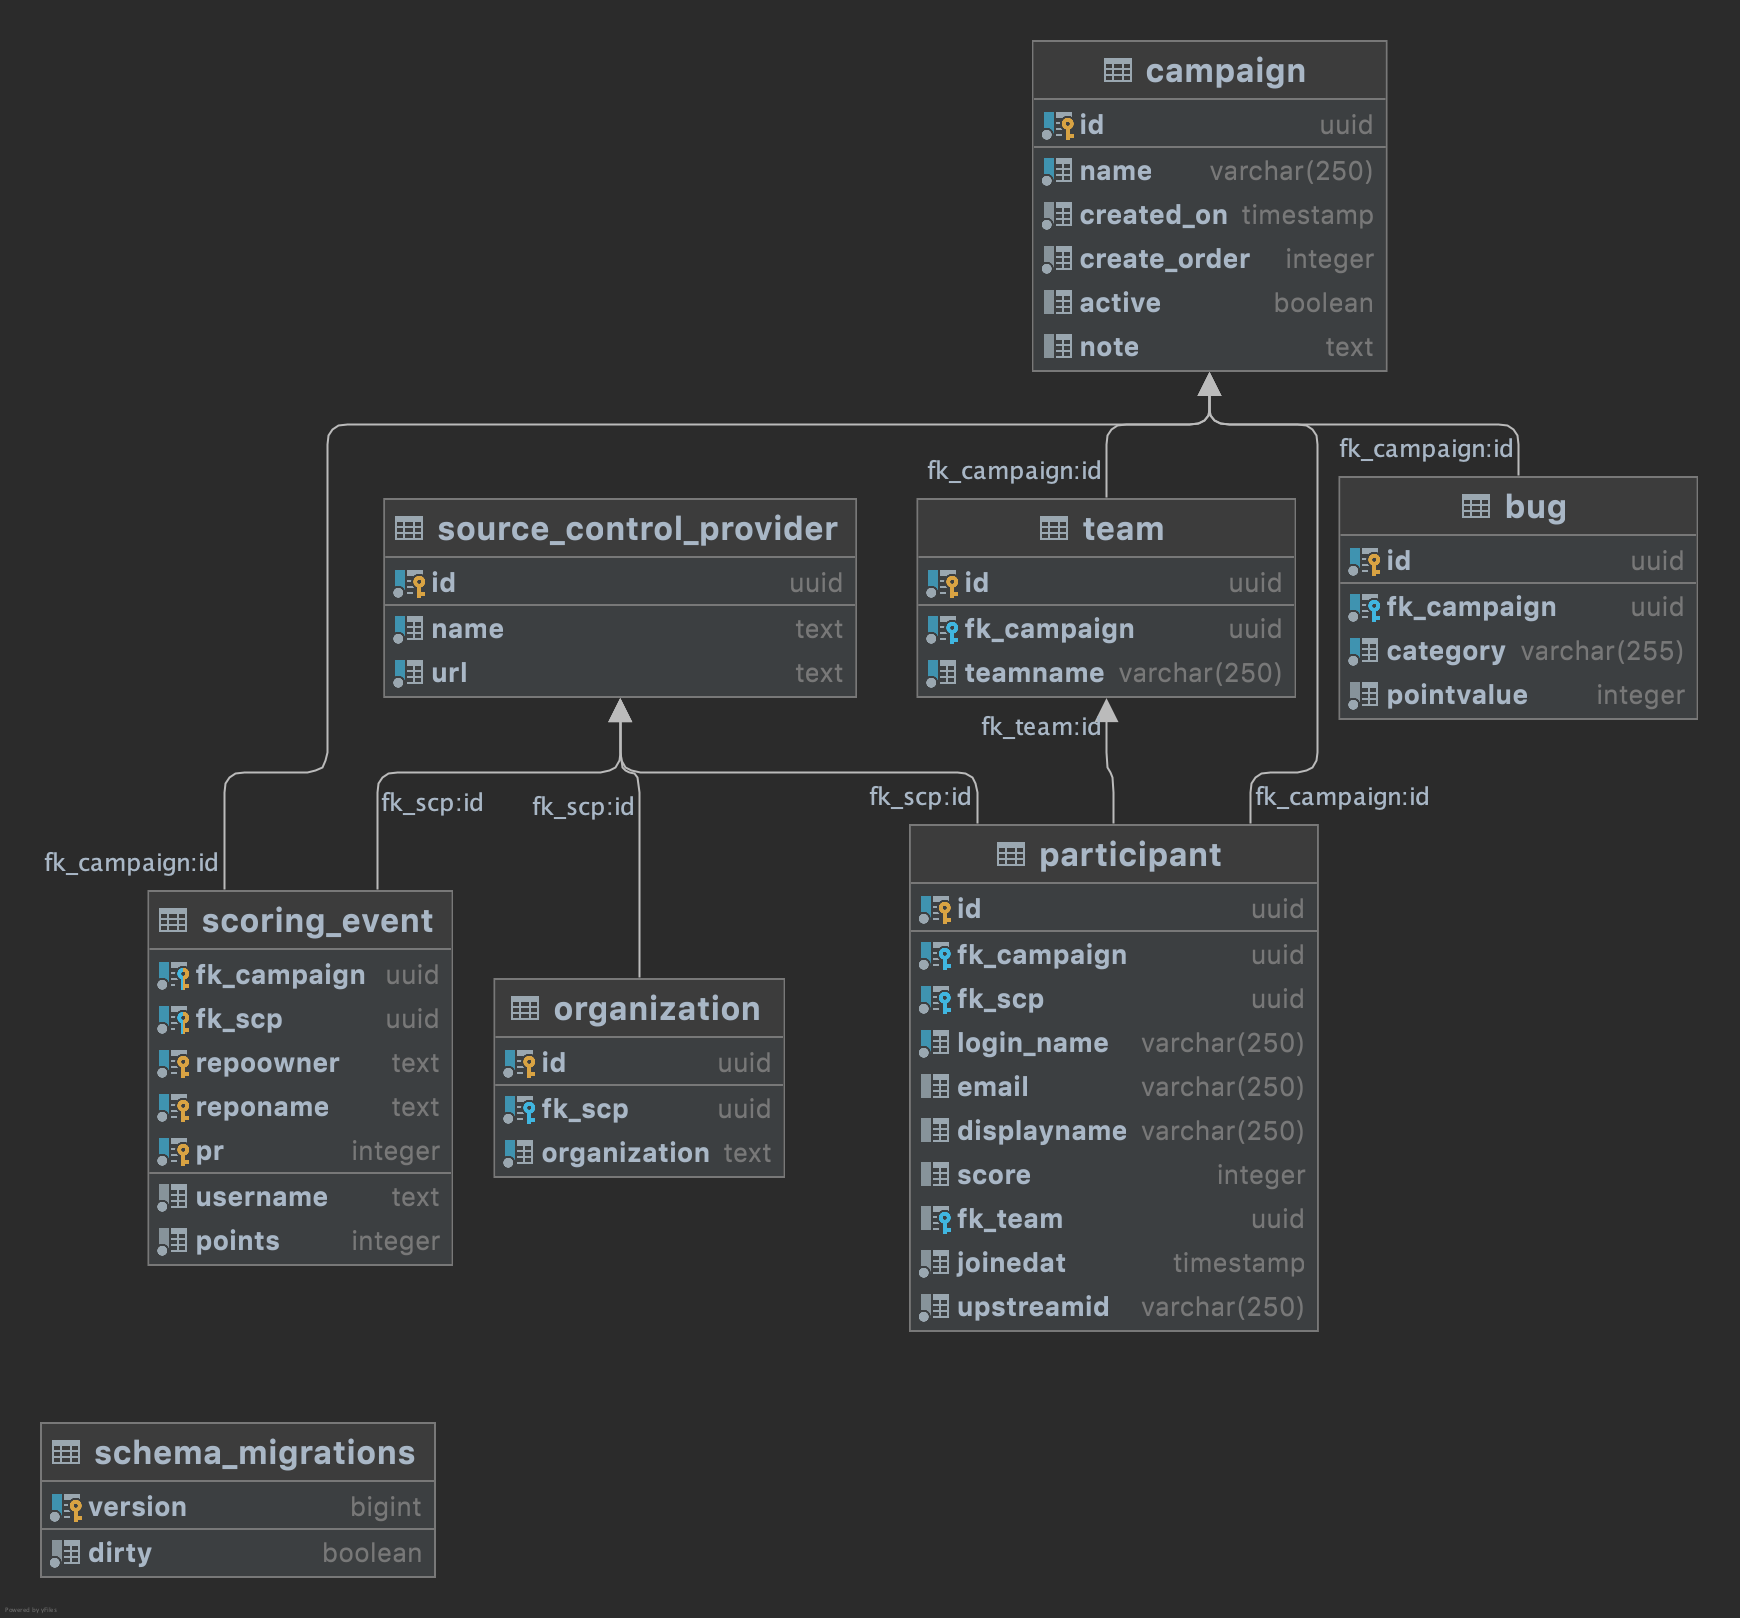 campaign
id uuid
name varchar(250)
created_on timestamp
create_order integer
active boolean
note text
fk_campaign:id
fk_campaign:id
source_control_provider
id uuid
name text
url text
team
id uuid
fk_campaign uuid
teamname varchar(250)
bug
id uuid
fk_campaign uuid
category varchar(255)
pointvalue integer
fk_team:id
fk_scp:id
fk_scp:id
fk_scp:id
fk_campaign:id
fk_campaign:id
scoring_event
fk_campaign uuid
fk_scp uuid
repoowner text
reponame text
pr integer
username text
points integer
organization
id uuid
fk_scp uuid
organization text
participant
id uuid
fk_campaign uuid
fk_scp uuid
login_name varchar(250)
email varchar(250)
displayname varchar(250)
score integer
fk_team uuid
joinedat timestamp
upstreamid varchar(250)
schema_migrations
version bigint
dirty boolean
Powered by yFiles